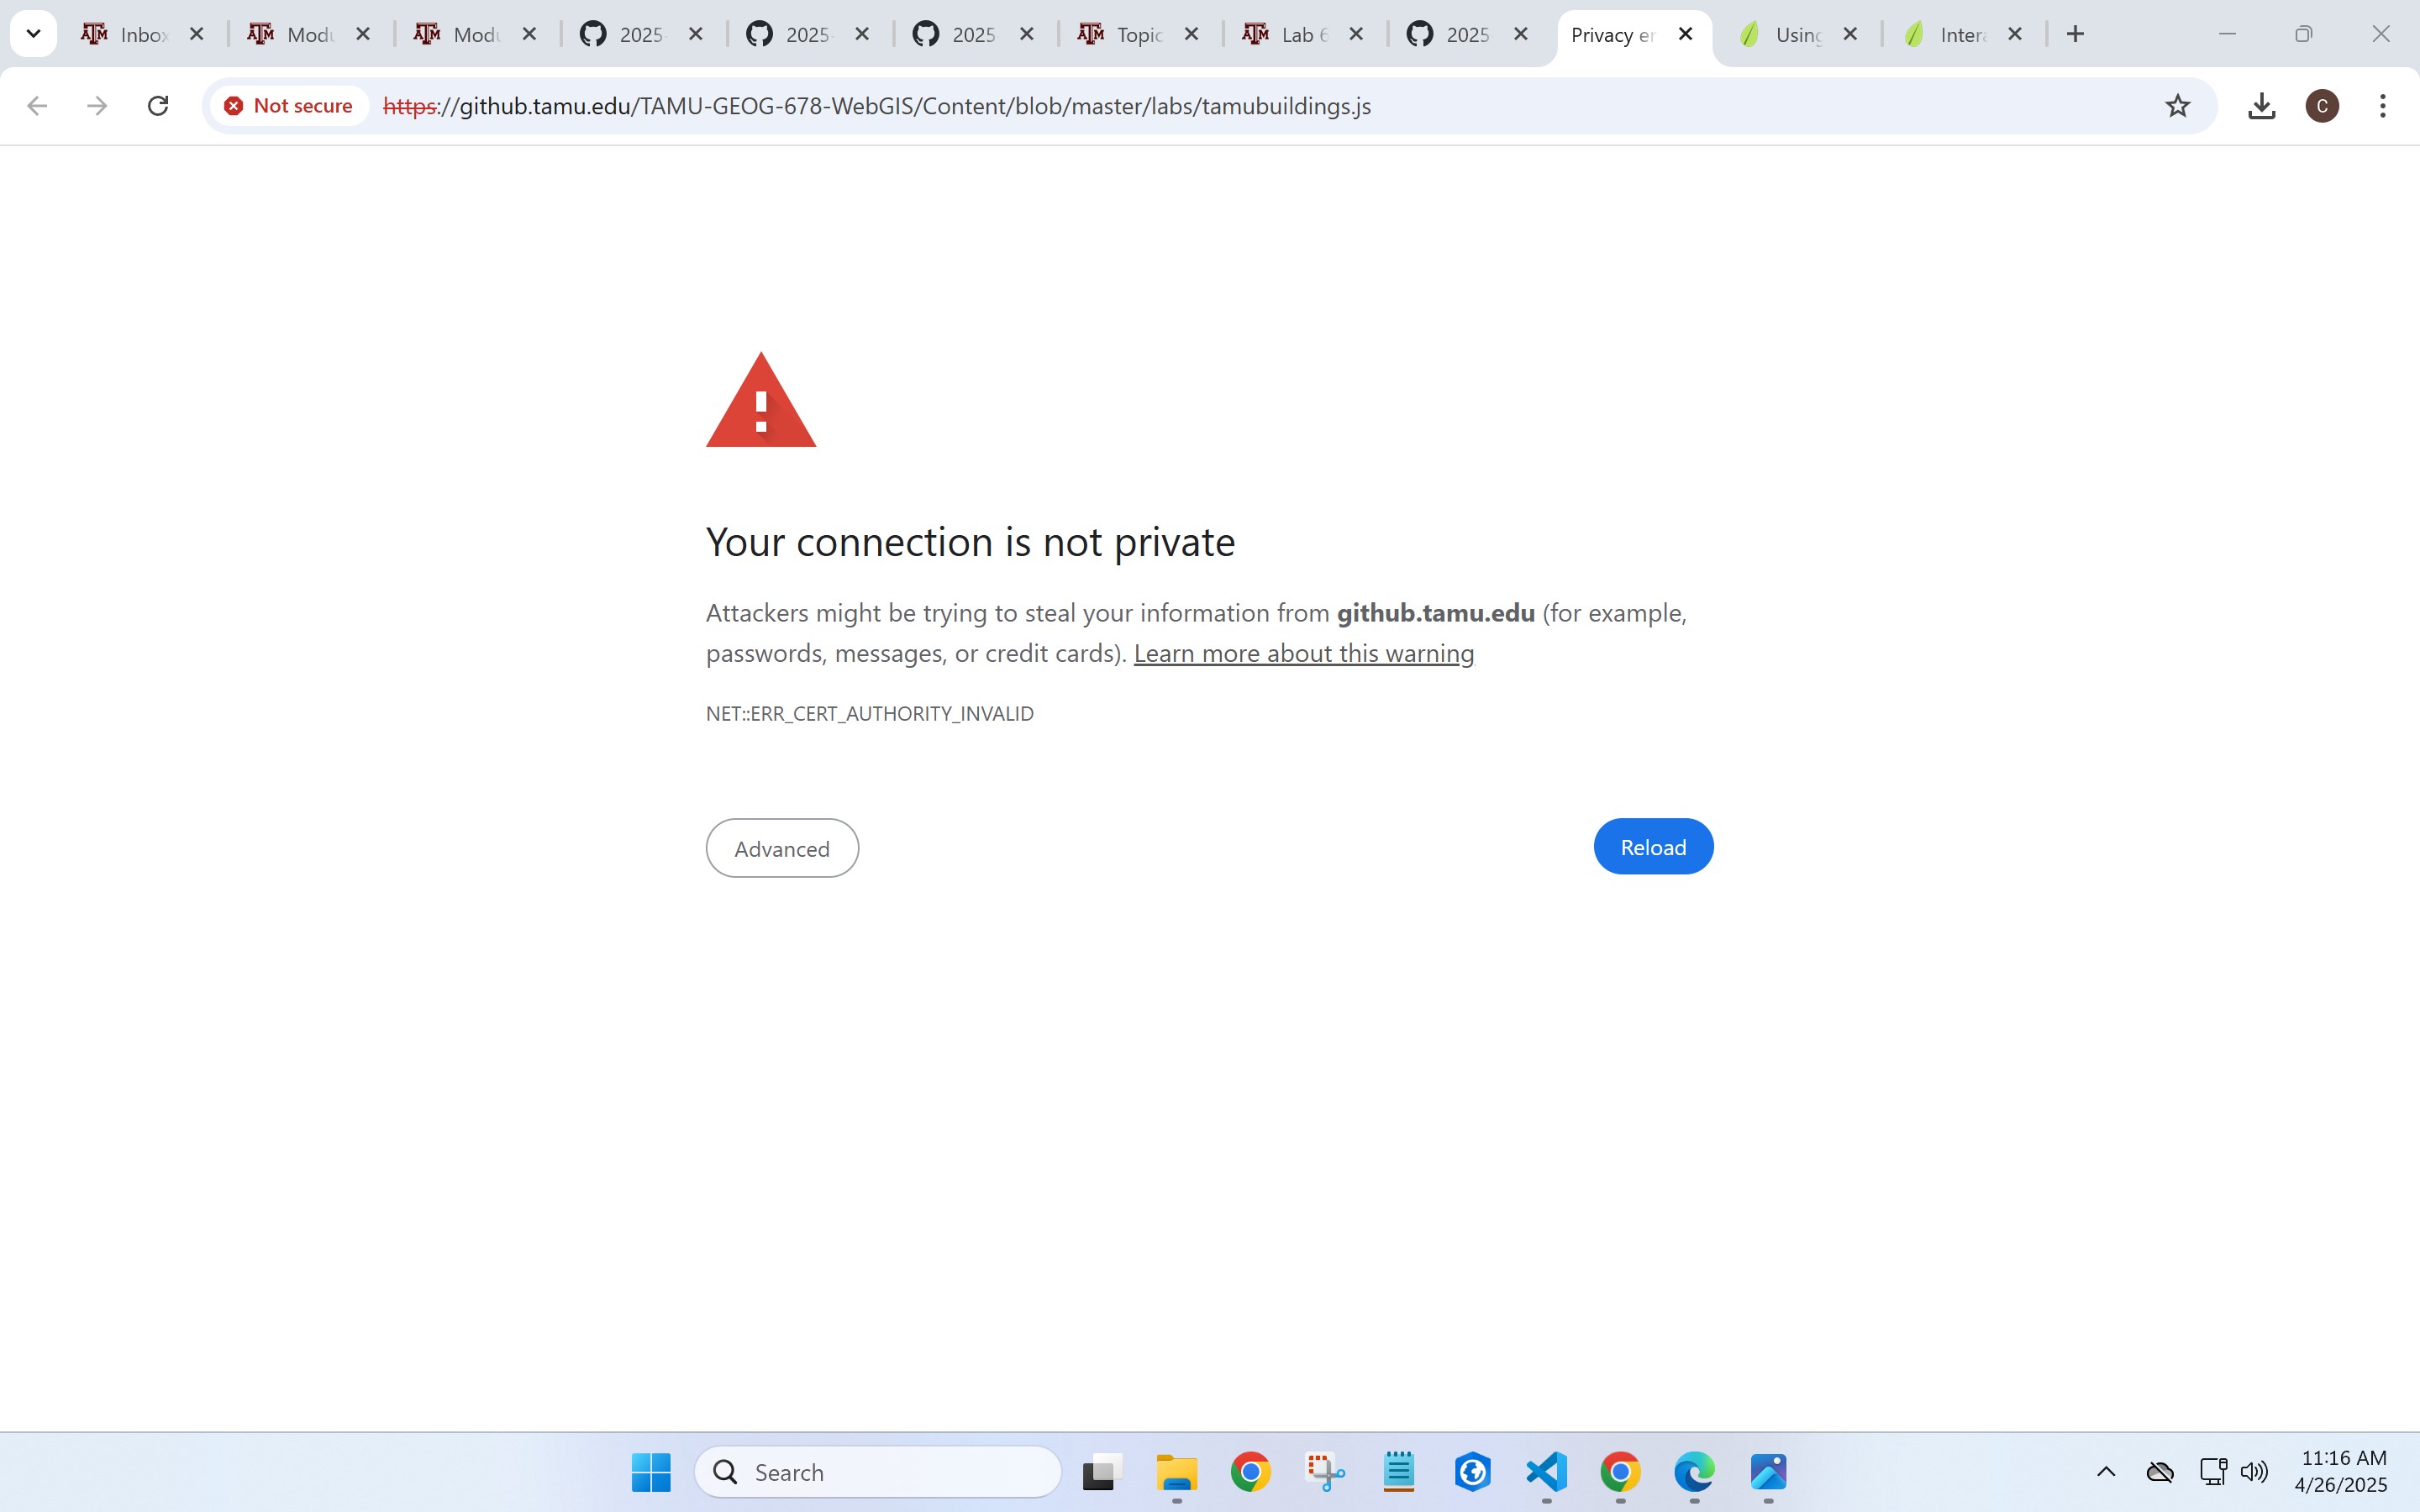 Inbox Modu Modu 2025- 2025- 2025 Topic Lab 6 2025 Privacy er Using Intera
Not secure https://github.tamu.edu/TAMU-GEOG-678-WebGIS/Content/blob/master/labs/tamubuildings.js C
!
Your connection is not private
Attackers might be trying to steal your information from github.tamu.edu (for example,
passwords, messages, or credit cards). Learn more about this warning
NET::ERR_CERT_AUTHORITY_INVALID
Advanced Reload
Search
11:16 AM
4/26/2025